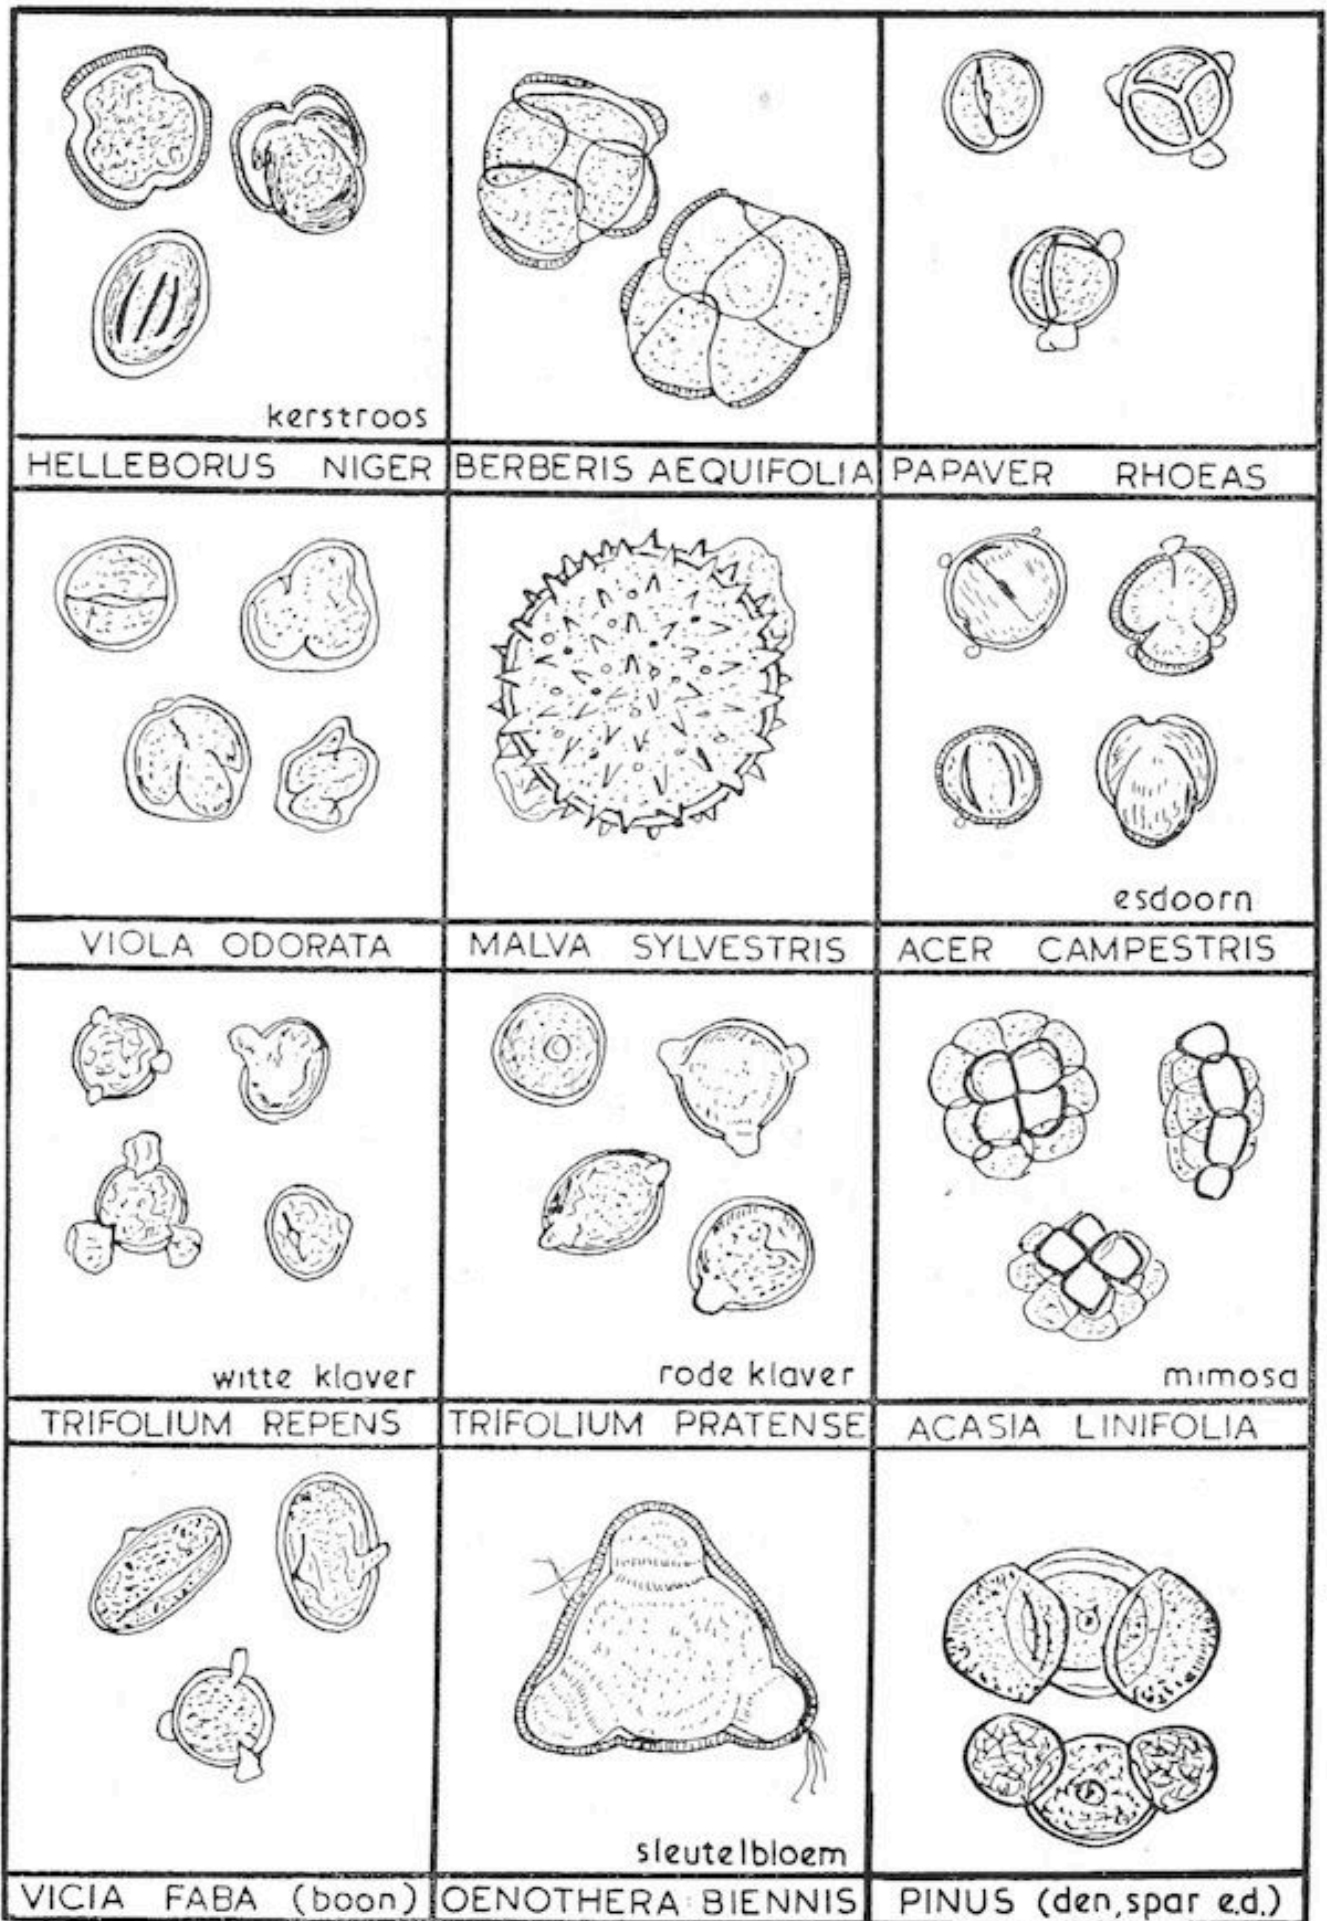 kerstroos
HELLEBORUS NIGER
BERBERIS AEQUIFOLIA
PAPAVER RHOEAS
esdoorn
VIOLA ODORATA
MALVA SYLVESTRIS
ACER CAMPESTRIS
witte klaver
rode klaver
mimosa
TRIFOLIUM REPENS
TRIFOLIUM PRATENSE
ACASIA LINIFOLIA
sleutelbloem
VICIA FABA (boon)
OENOTHERA BIENNIS
PINUS (den, spar e.d.)